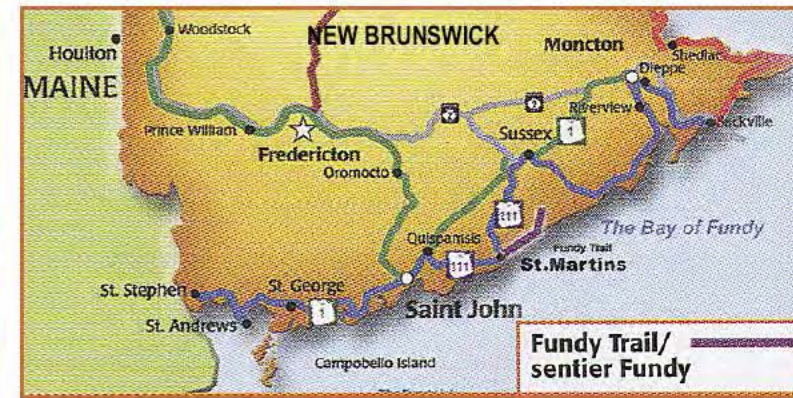 Woodstock
NEW BRUNSWICK
Houlton
Moncton
Shediac
MAINE
Dieppe
2
2
Riverview
Prince William
Sussex
1
Sackville
Fredericton
Oromocto
111
The Bay of Fundy
Quispamsis
Fundy Trail
111
St.Martins
St. Stephen
St. George
1
Saint John
St. Andrews
Fundy Trail/
sentier Fundy
Campobello Island